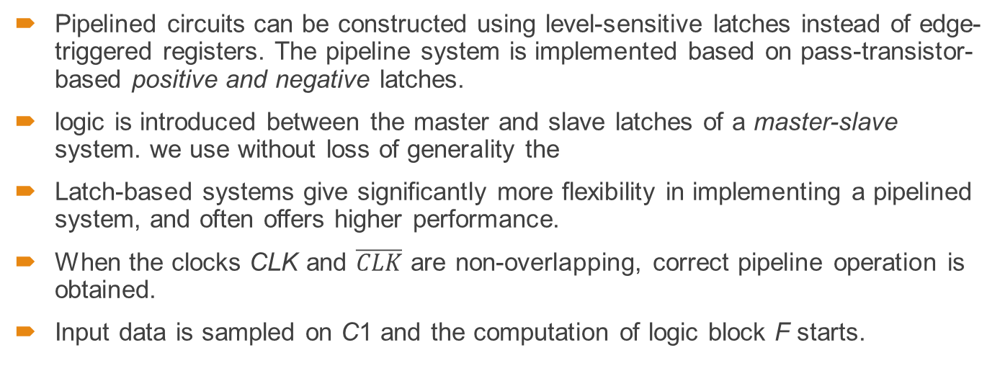 Pipelined circuits can be constructed using level-sensitive latches instead of edge-
triggered registers. The pipeline system is implemented based on pass-transistor-
based positive and negative latches.
logic is introduced between the master and slave latches of a master-slave
system. we use without loss of generality the
Latch-based systems give significantly more flexibility in implementing a pipelined
system, and often offers higher performance.
When the clocks CLK and C̅L̅K̅ are non-overlapping, correct pipeline operation is
obtained.
Input data is sampled on C1 and the computation of logic block F starts.